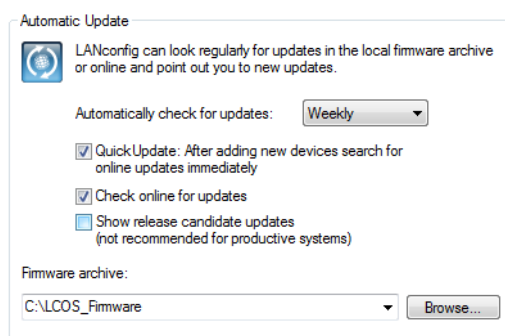 Automatic Update
LANconfig can look regularly for updates in the local firmware archive
or online and point out you to new updates.
Automatically check for updates: Weekly
QuickUpdate: After adding new devices search for
online updates immediately
Check online for updates
Show release candidate updates
(not recommended for productive systems)
Firmware archive:
C:\LCOS_Firmware Browse...